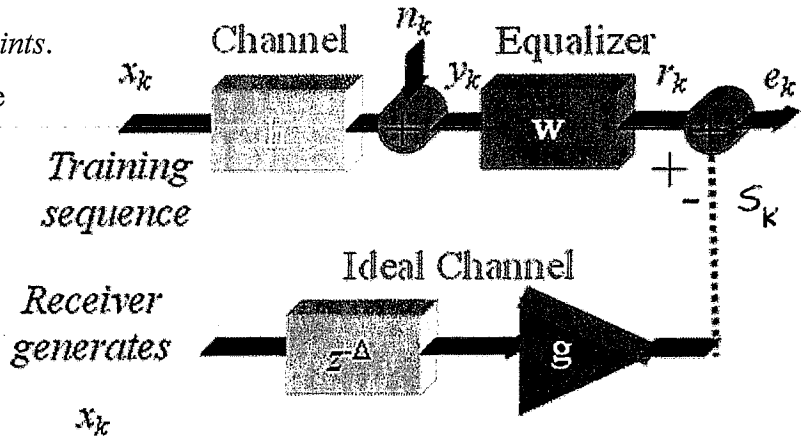 ints.
e
Channel
n_k
Equalizer
x_k
y_k
r_k
e_k
w
+
+
+
-
S_k
Training
sequence
Ideal Channel
Receiver
generates
x_k
z^-Δ
g